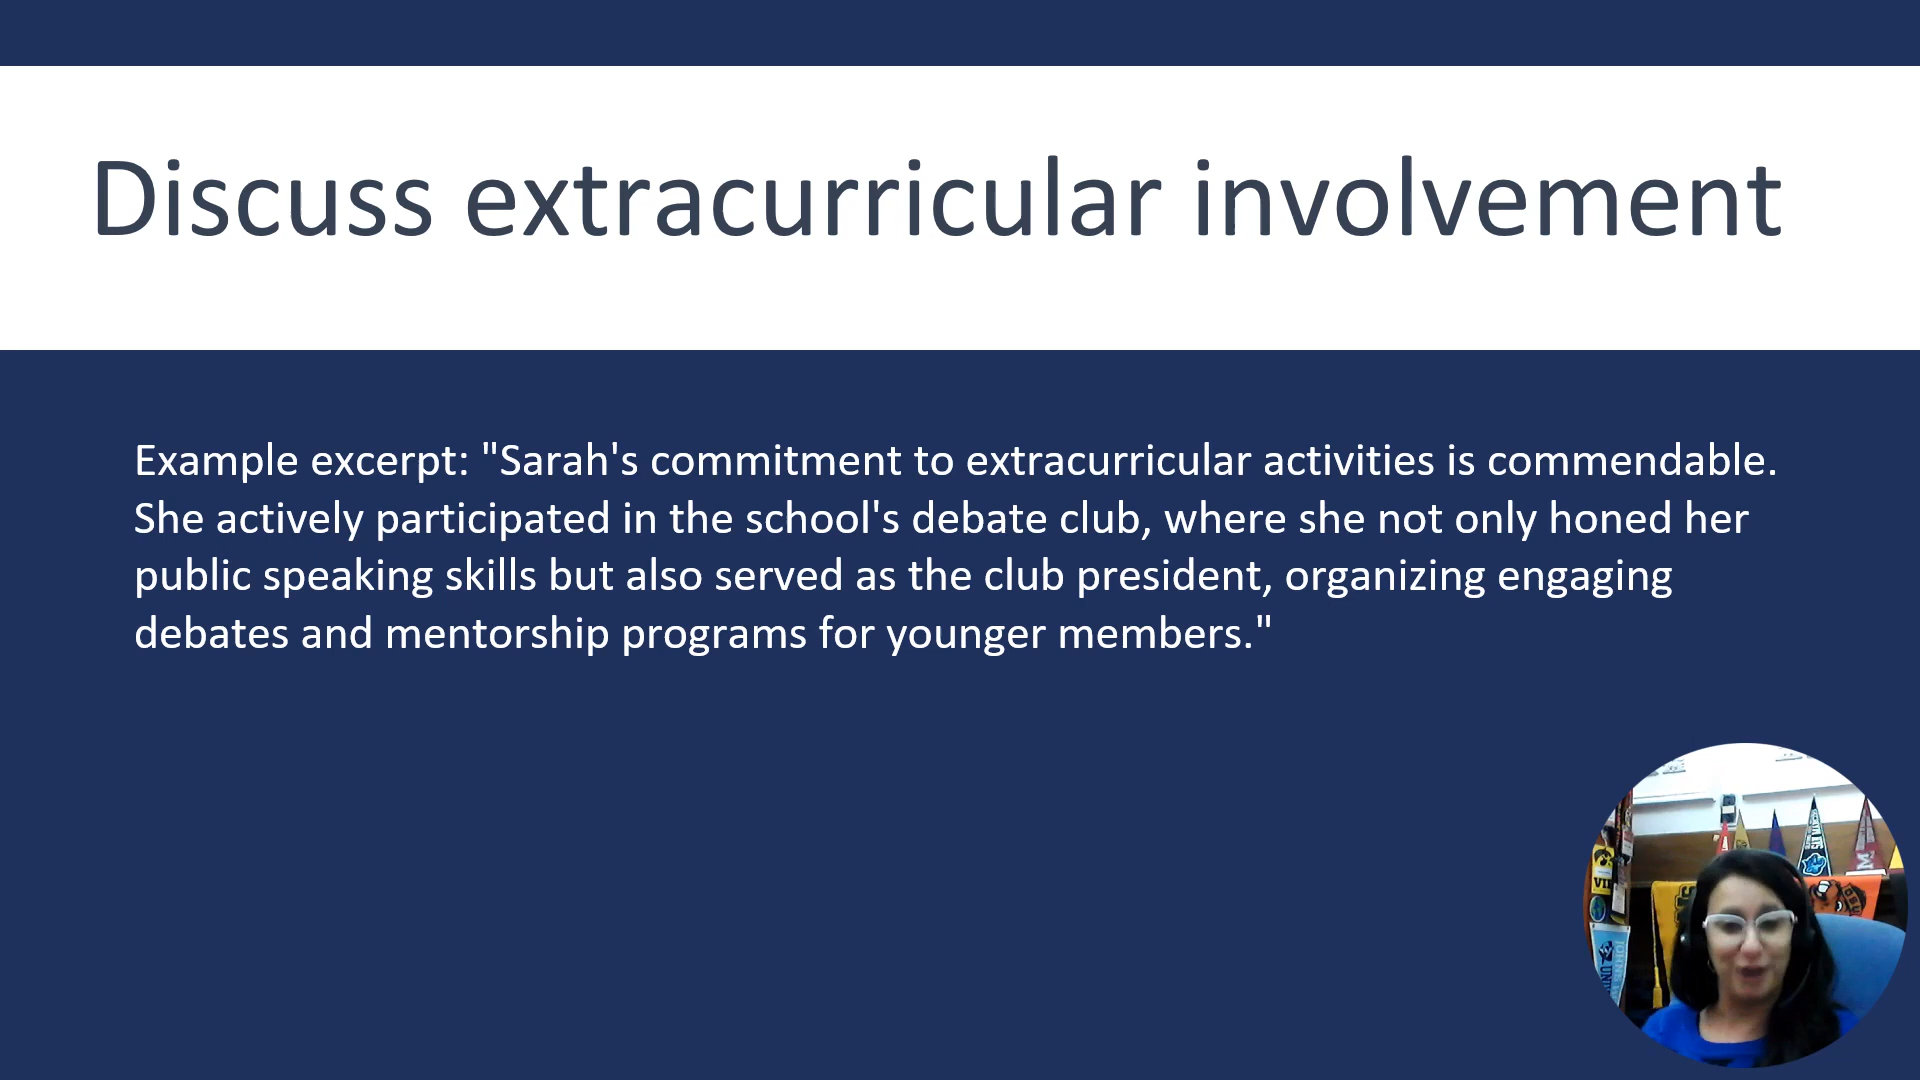 Discuss extracurricular involvement
Example excerpt: "Sarah's commitment to extracurricular activities is commendable.
She actively participated in the school's debate club, where she not only honed her
public speaking skills but also served as the club president, organizing engaging
debates and mentorship programs for younger members."